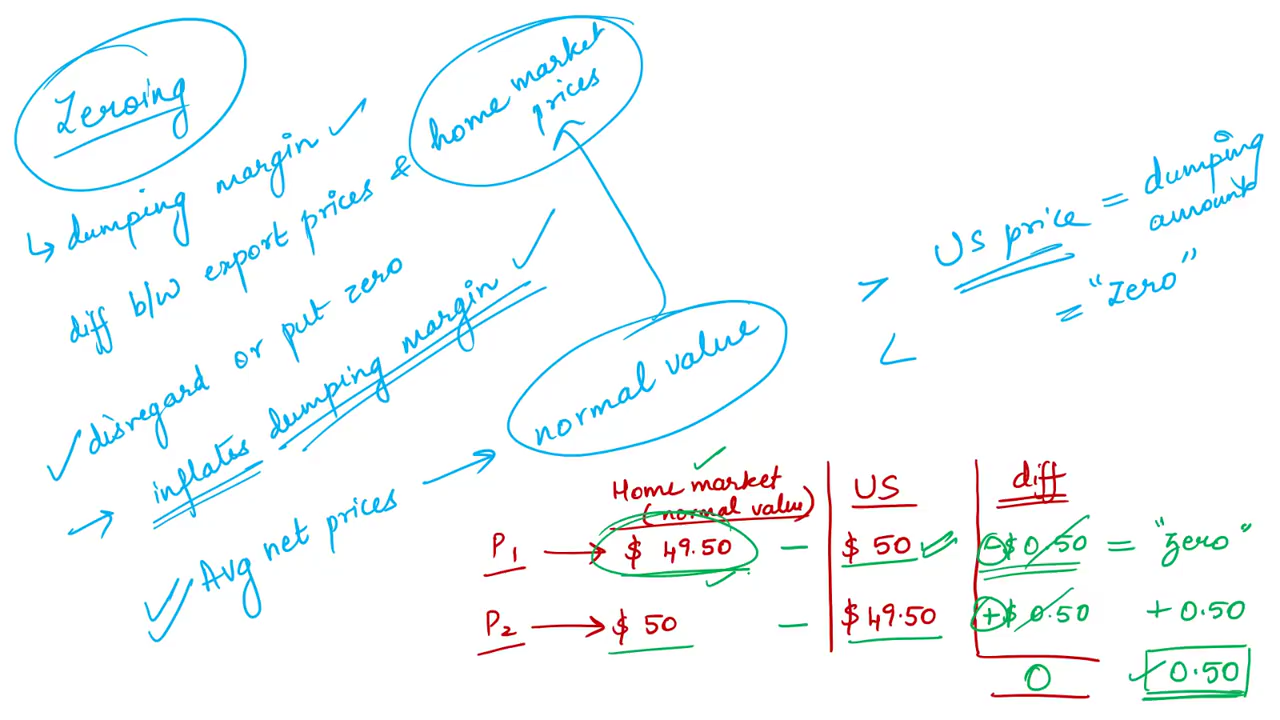 Zeroing
↳ dumping margin ✓
diff b/w export prices &
home market
prices
✓ disregard or put zero
→ inflates dumping margin ✓
✓ Avg net prices →
normal value
> US price = dumping
amount
= "zero"
<
Home market ✓
(normal value)
US
diff
P1 → $ 49.50 – $ 50 ✓ –$0.50 = "zero"
P2 → $ 50 – $49.50 +$0.50 +0.50
0 ✓ 0.50